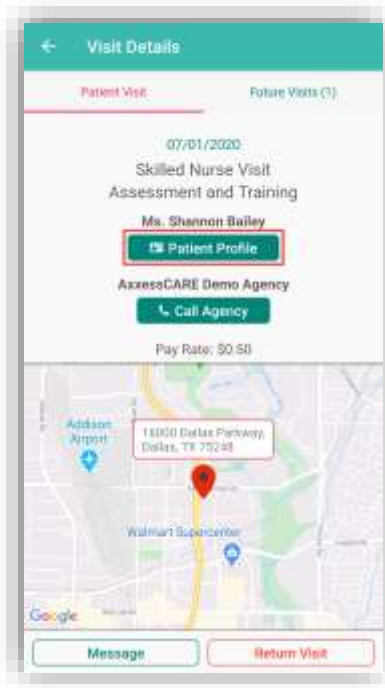 Visit Details
Patient Visit
Future Visits (1)
07/01/2020
Skilled Nurse Visit
Assessment and Training
Ms. Shannon Bailey
Patient Profile
AxxessCARE Demo Agency
Call Agency
Pay Rate: $0.50
Addison
Airport
16000 Dallas Parkway,
Dallas, TX 75248
Walmart Supercenter
Google
Message
Return Visit